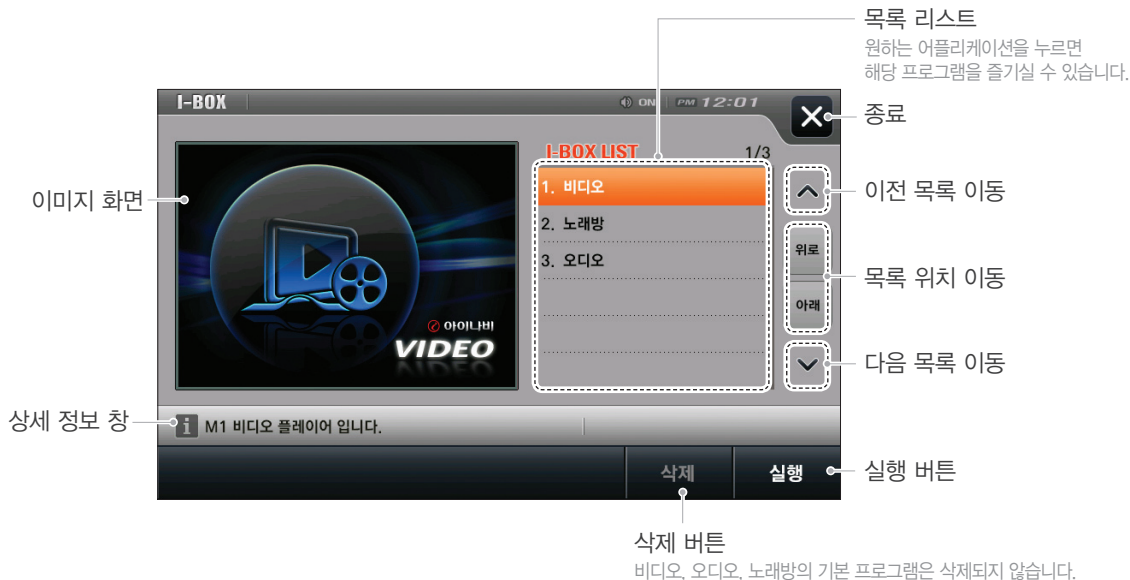 목록 리스트
원하는 어플리케이션을 누르면
해당 프로그램을 즐기실 수 있습니다.
I-BOX
ON
PM 12:01
종료
I-BOX LIST
1/3
이미지 화면
1. 비디오
이전 목록 이동
2. 노래방
3. 오디오
위로
목록 위치 이동
아래
아이나비
VIDEO
다음 목록 이동
상세 정보 창
i M1 비디오 플레이어 입니다.
삭제
실행
실행 버튼
삭제 버튼
비디오, 오디오, 노래방의 기본 프로그램은 삭제되지 않습니다.